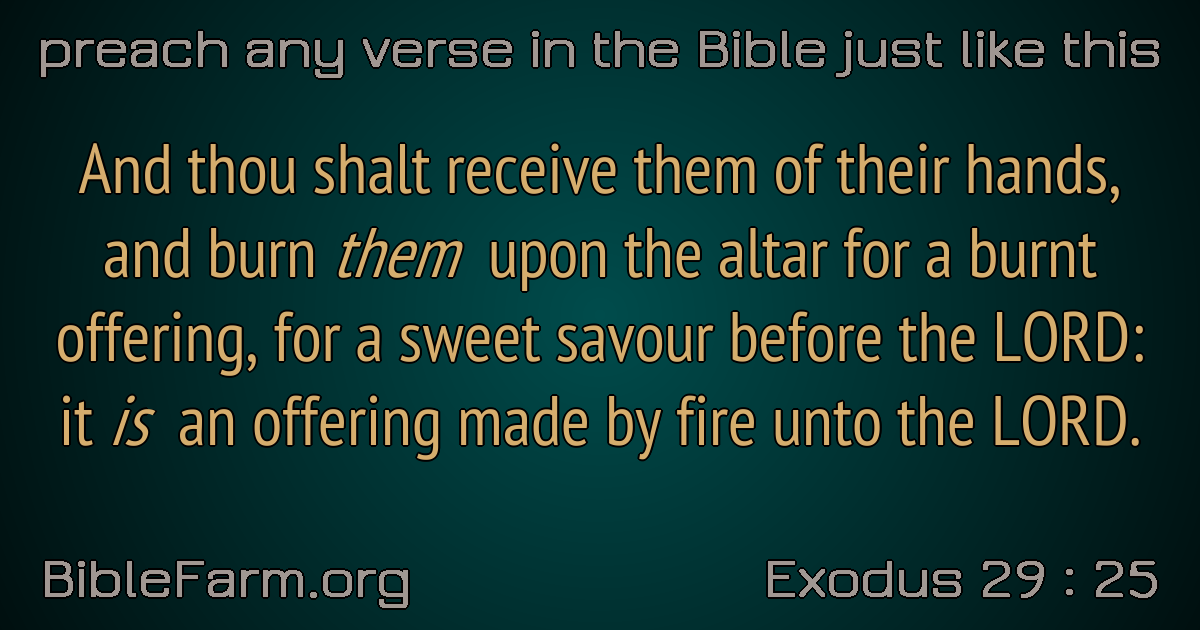 preach any verse in the Bible just like this
And thou shalt receive them of their hands,
and burn them upon the altar for a burnt
offering, for a sweet savour before the LORD:
it is an offering made by fire unto the LORD.
BibleFarm.org
Exodus 29 : 25